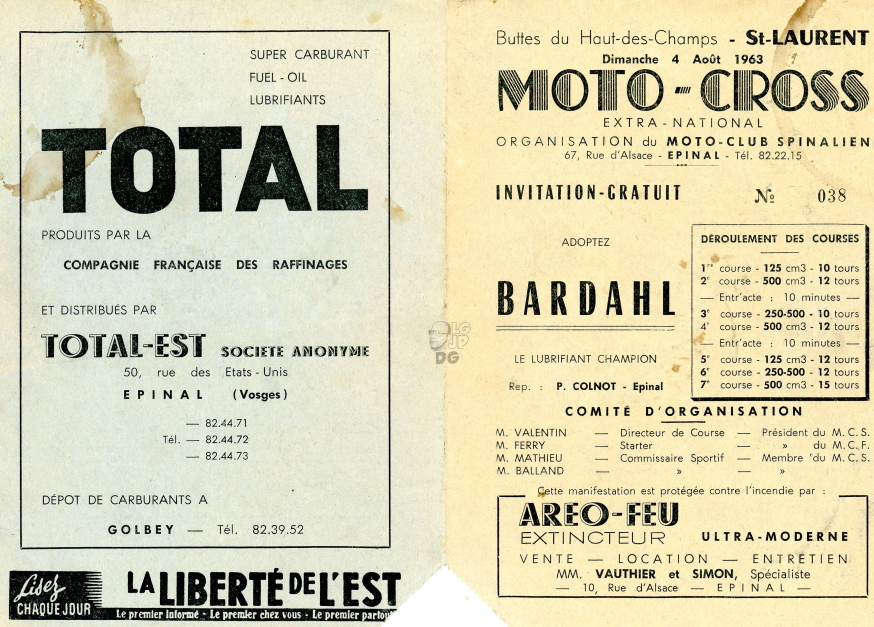 SUPER CARBURANT
FUEL - OIL
LUBRIFIANTS
TOTAL
PRODUITS PAR LA
COMPAGNIE FRANÇAISE DES RAFFINAGES
ET DISTRIBUÉS PAR
TOTAL-EST SOCIETE ANONYME
50, rue des Etats-Unis
EPINAL (Vosges)
— 82.44.71
Tél. — 82.44.72
— 82.44.73
DÉPOT DE CARBURANTS A
GOLBEY — Tél. 82.39.52
Lisez
CHAQUE JOUR
LA LIBERTÉ DE L'EST
Le premier informé - Le premier chez vous - Le premier partout
Buttes du Haut-des-Champs - St-LAURENT
Dimanche 4 Août 1963
MOTO-CROSS
EXTRA-NATIONAL
ORGANISATION du MOTO-CLUB SPINALIEN
67, Rue d'Alsace - EPINAL - Tél. 82.22.15
INVITATION-GRATUIT № 038
ADOPTEZ
BARDAHL
LE LUBRIFIANT CHAMPION
Rep. : P. COLNOT - Epinal
DÉROULEMENT DES COURSES
1re course - 125 cm3 - 10 tours
2e course - 500 cm3 - 12 tours
— Entr'acte : 10 minutes —
3e course - 250-500 - 10 tours
4e course - 500 cm3 - 12 tours
— Entr'acte : 10 minutes —
5e course - 125 cm3 - 12 tours
6e course - 250-500 - 12 tours
7e course - 500 cm3 - 15 tours
COMITÉ D'ORGANISATION
M. VALENTIN — Directeur de Course — Président du M.C.S.
M. FERRY — Starter — » du M.C.F.
M. MATHIEU — Commissaire Sportif — Membre du M.C.S.
M. BALLAND — » — »
Cette manifestation est protégée contre l'incendie par :
AREO-FEU
EXTINCTEUR ULTRA-MODERNE
VENTE — LOCATION — ENTRETIEN
MM. VAUTHIER et SIMON, Spécialiste
— 10, Rue d'Alsace — EPINAL —